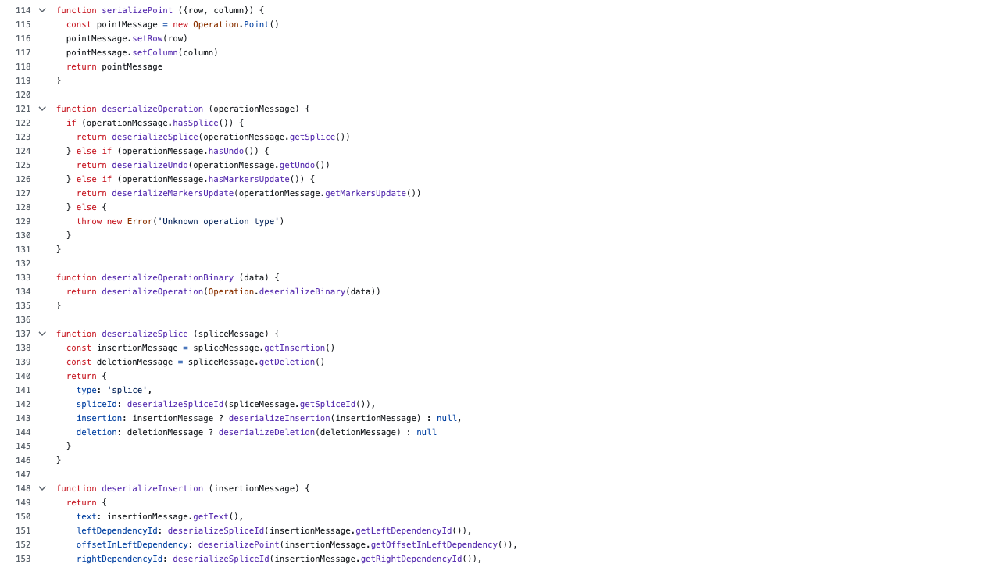 114 function serializePoint ({row, column}) {
115   const pointMessage = new Operation.Point()
116   pointMessage.setRow(row)
117   pointMessage.setColumn(column)
118   return pointMessage
119 }
120
121 function deserializeOperation (operationMessage) {
122   if (operationMessage.hasSplice()) {
123     return deserializeSplice(operationMessage.getSplice())
124   } else if (operationMessage.hasUndo()) {
125     return deserializeUndo(operationMessage.getUndo())
126   } else if (operationMessage.hasMarkersUpdate()) {
127     return deserializeMarkersUpdate(operationMessage.getMarkersUpdate())
128   } else {
129     throw new Error('Unknown operation type')
130   }
131 }
132
133 function deserializeOperationBinary (data) {
134   return deserializeOperation(Operation.deserializeBinary(data))
135 }
136
137 function deserializeSplice (spliceMessage) {
138   const insertionMessage = spliceMessage.getInsertion()
139   const deletionMessage = spliceMessage.getDeletion()
140   return {
141     type: 'splice',
142     spliceId: deserializeSpliceId(spliceMessage.getSpliceId()),
143     insertion: insertionMessage ? deserializeInsertion(insertionMessage) : null,
144     deletion: deletionMessage ? deserializeDeletion(deletionMessage) : null
145   }
146 }
147
148 function deserializeInsertion (insertionMessage) {
149   return {
150     text: insertionMessage.getText(),
151     leftDependencyId: deserializeSpliceId(insertionMessage.getLeftDependencyId()),
152     offsetInLeftDependency: deserializePoint(insertionMessage.getOffsetInLeftDependency()),
153     rightDependencyId: deserializeSpliceId(insertionMessage.getRightDependencyId()),